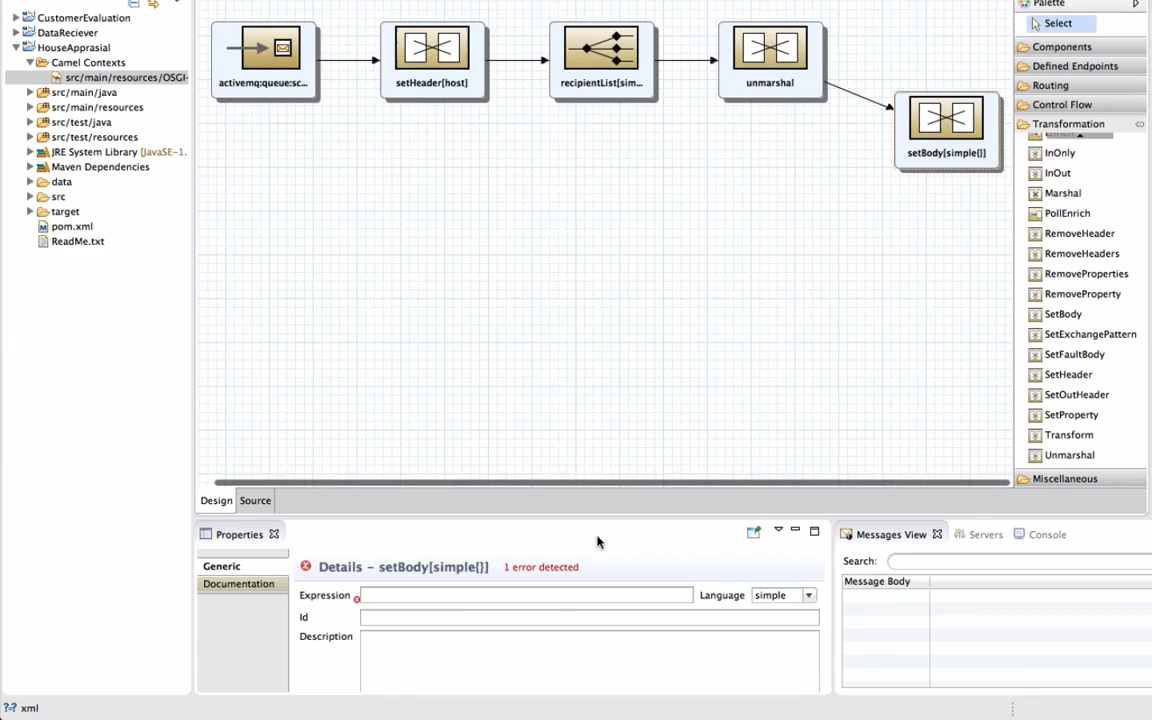 CustomerEvaluation
DataReciever
HouseAppraisal
Camel Contexts
src/main/resources/OSGI-
src/main/java
src/main/resources
src/test/java
src/test/resources
JRE System Library [JavaSE-1.
Maven Dependencies
data
src
target
pom.xml
ReadMe.txt
activemq:queue:sc...
setHeader[host]
recipientList[sim...
unmarshal
setBody[simple{}]
Palette
Select
Components
Defined Endpoints
Routing
Control Flow
Transformation
InOnly
InOut
Marshal
PollEnrich
RemoveHeader
RemoveHeaders
RemoveProperties
RemoveProperty
SetBody
SetExchangePattern
SetFaultBody
SetHeader
SetOutHeader
SetProperty
Transform
Unmarshal
Miscellaneous
Design Source
Properties
Generic
Documentation
Details - setBody[simple{}] 1 error detected
Expression Language simple
Id
Description
Messages View Servers Console
Search:
Message Body
xml